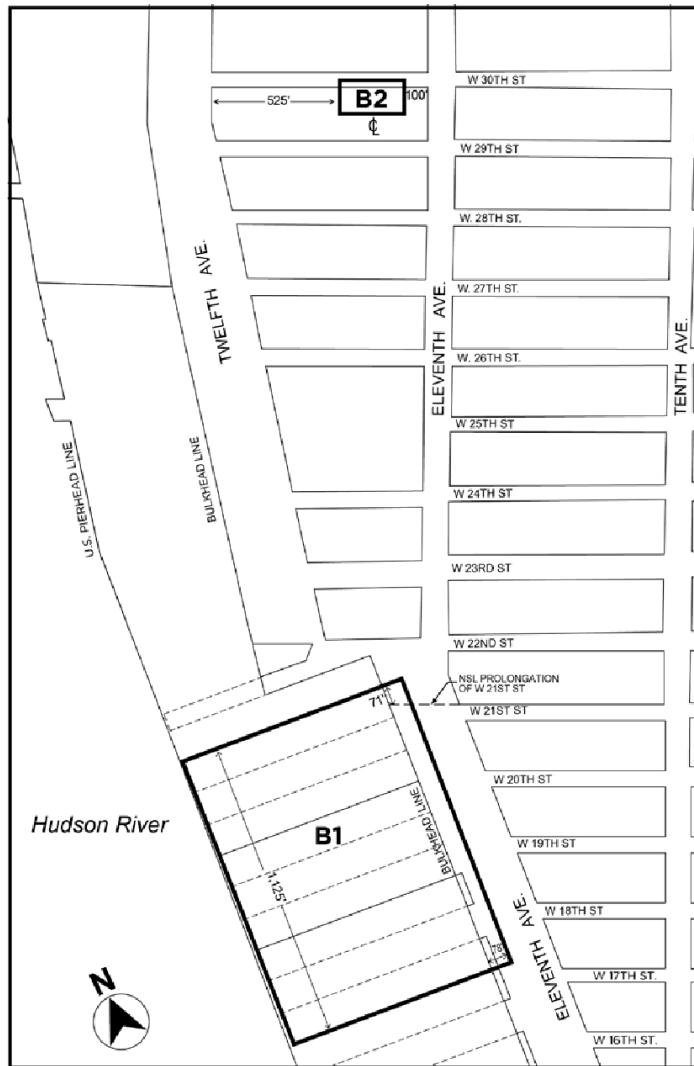 W 30TH ST
525'
B2
100'
℄
W 29TH ST
W. 28TH ST.
TWELFTH AVE.
W. 27TH ST.
ELEVENTH AVE.
TENTH AVE.
W. 26TH ST.
W 25TH ST
U.S. PIERHEAD LINE
BULKHEAD LINE
W 24TH ST
W 23RD ST
W 22ND ST
NSL PROLONGATION
OF W 21ST ST
71'
W 21ST ST
W 20TH ST
Hudson River
B1
BULKHEAD LINE
W 19TH ST
1,525'
W 18TH ST
ELEVENTH AVE.
W 17TH ST.
N
W 16TH ST.